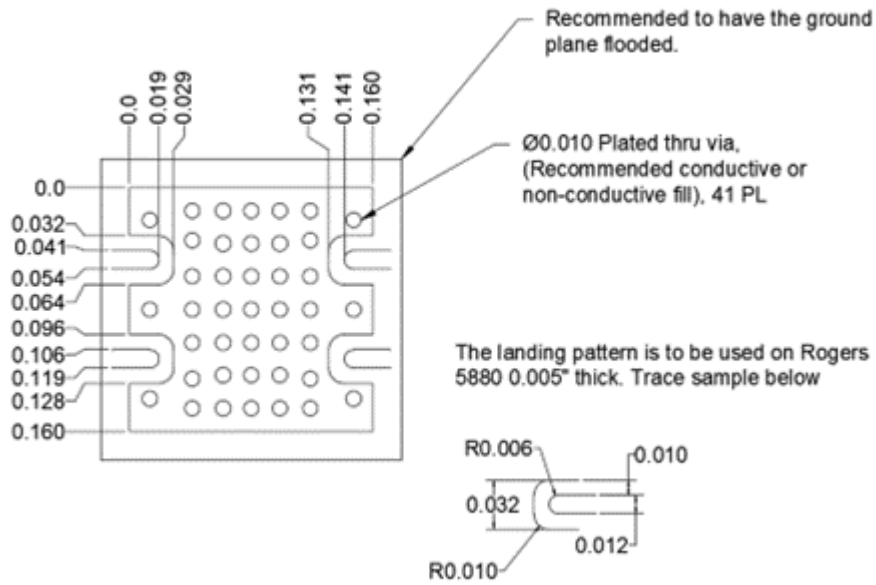 Recommended to have the ground
plane flooded.
0.0
0.019
0.029
0.131
0.141
0.160
Ø0.010 Plated thru via,
(Recommended conductive or
non-conductive fill), 41 PL
0.0
0.032
0.041
0.054
0.064
0.096
0.106
0.119
0.128
0.160
The landing pattern is to be used on Rogers
5880 0.005" thick. Trace sample below
R0.006
0.010
0.032
0.012
R0.010